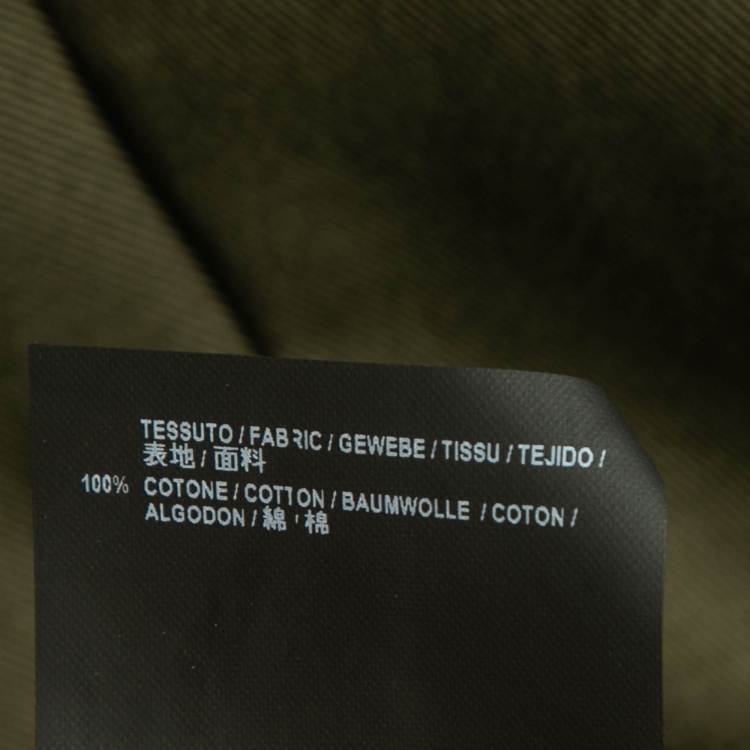 TESSUTO / FABRIC / GEWEBE / TISSU / TEJIDO /
表地 / 面料
100% COTONE / COTTON / BAUMWOLLE / COTON /
ALGODON / 綿 / 棉